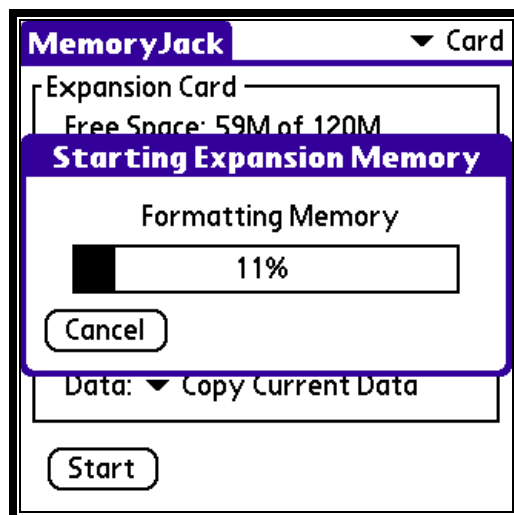 MemoryJack
Card
Expansion Card
Free Space: 59M of 120M
Starting Expansion Memory
Formatting Memory
11%
Cancel
Data: Copy Current Data
Start